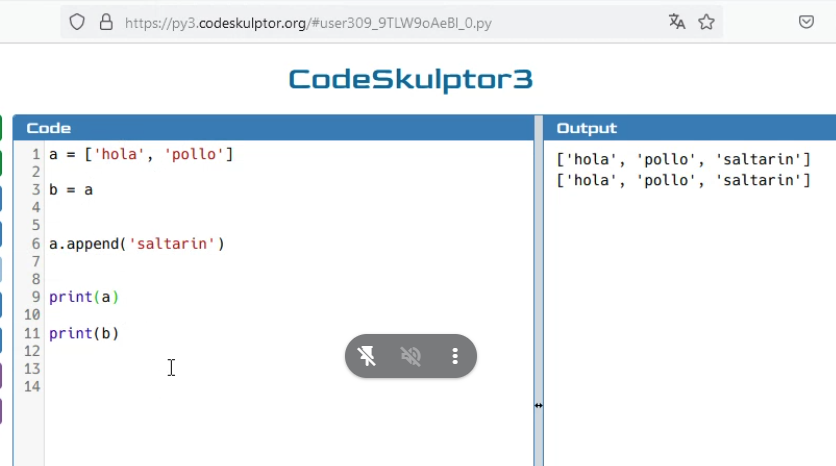 https://py3.codeskulptor.org/#user309_9TLW9oAeBI_0.py
CodeSkulptor3
Code
1 a = ['hola', 'pollo']
2
3 b = a
4
5
6 a.append('saltarin')
7
8
9 print(a)
10
11 print(b)
12
13
14
Output
['hola', 'pollo', 'saltarin']
['hola', 'pollo', 'saltarin']